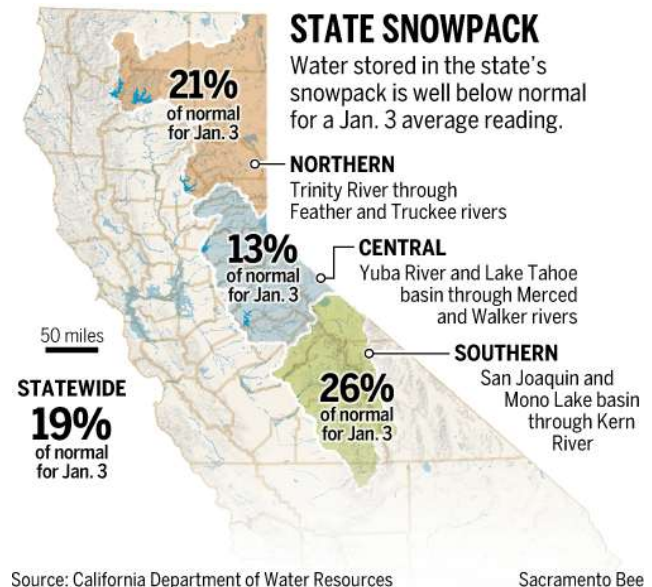 STATE SNOWPACK
Water stored in the state's
snowpack is well below normal
for a Jan. 3 average reading.
21%
of normal
for Jan. 3
NORTHERN
Trinity River through
Feather and Truckee rivers
13%
of normal
for Jan. 3
CENTRAL
Yuba River and Lake Tahoe
basin through Merced
and Walker rivers
50 miles
SOUTHERN
San Joaquin and
Mono Lake basin
through Kern
River
26%
of normal
for Jan. 3
STATEWIDE
19%
of normal
for Jan. 3
Source: California Department of Water Resources
Sacramento Bee